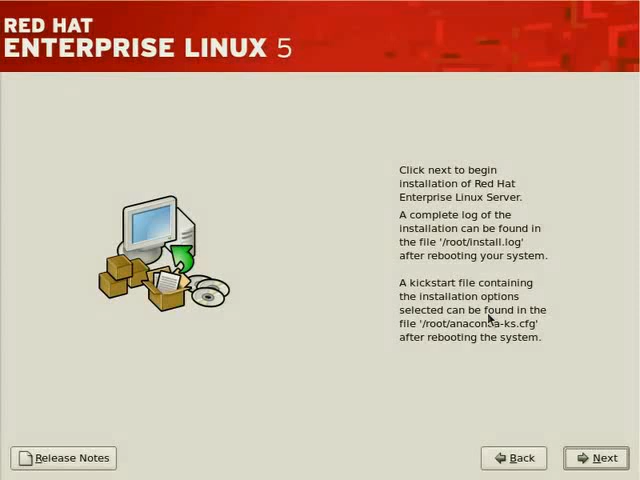 RED HAT
ENTERPRISE LINUX 5
Click next to begin
installation of Red Hat
Enterprise Linux Server.
A complete log of the
installation can be found in
the file '/root/install.log'
after rebooting your system.
A kickstart file containing
the installation options
selected can be found in the
file '/root/anaconda-ks.cfg'
after rebooting the system.
Release Notes
Back
Next